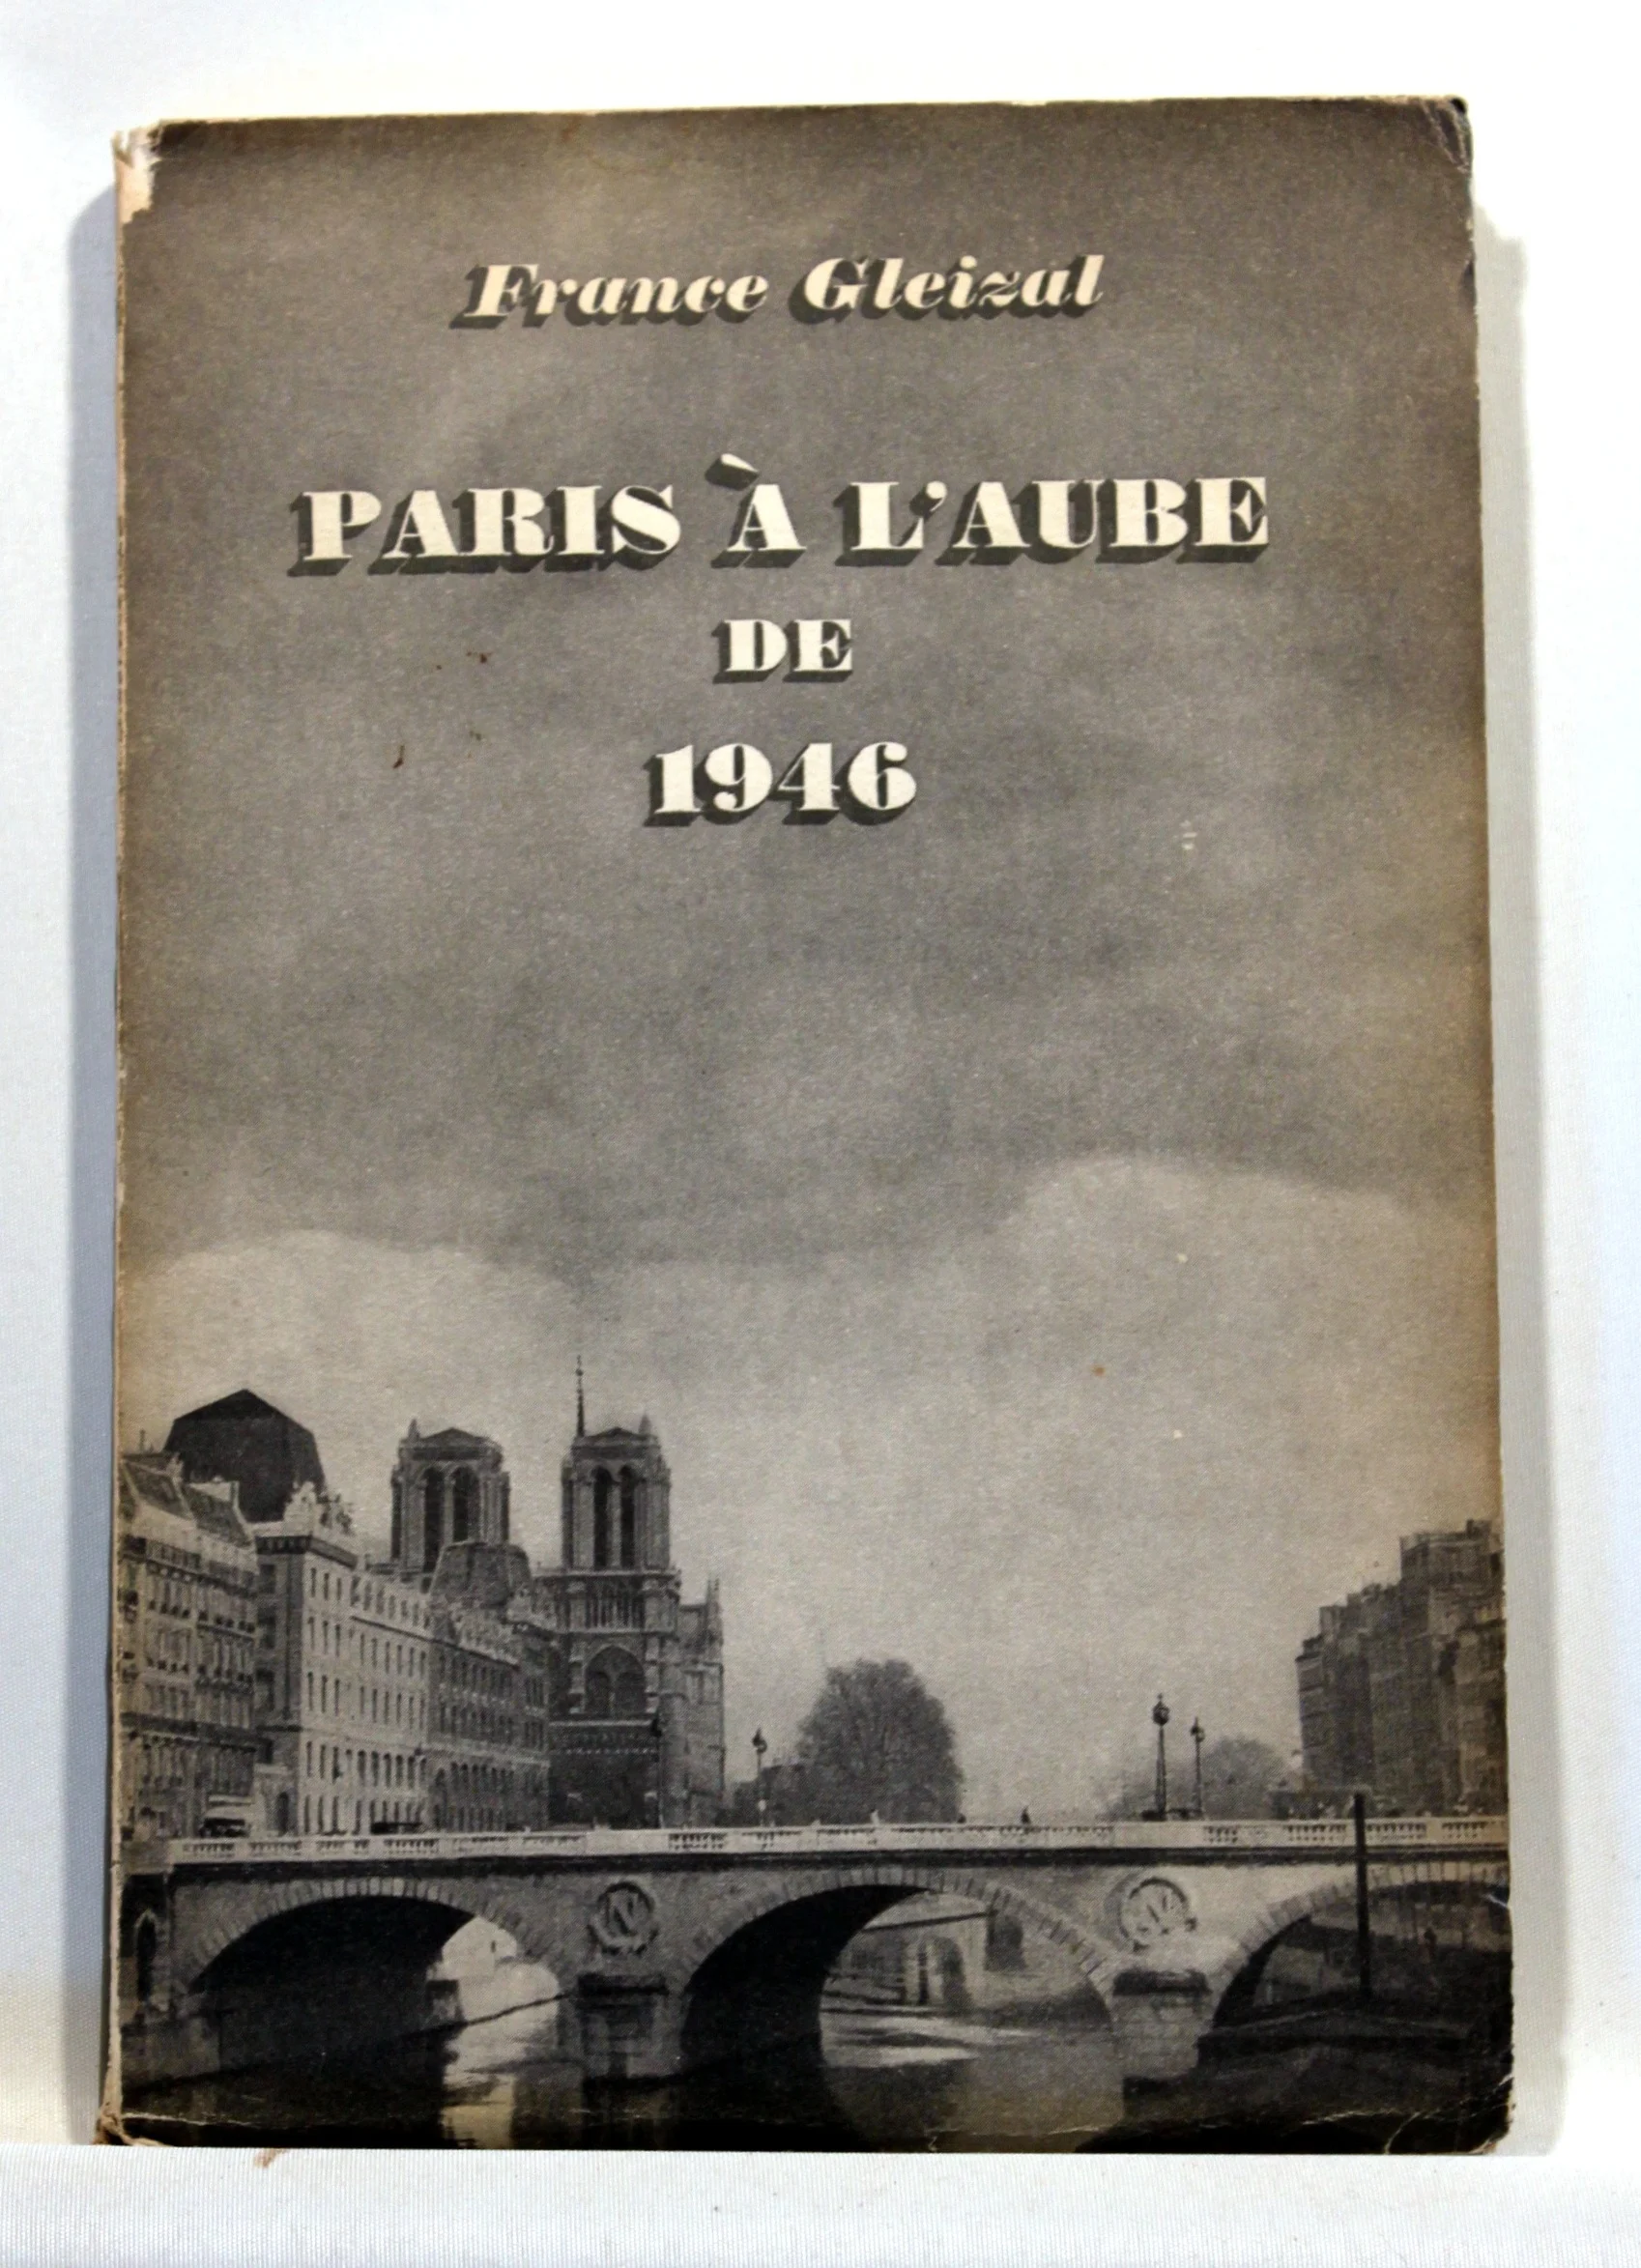 France Gleizal
PARIS À L'AUBE
DE
1946